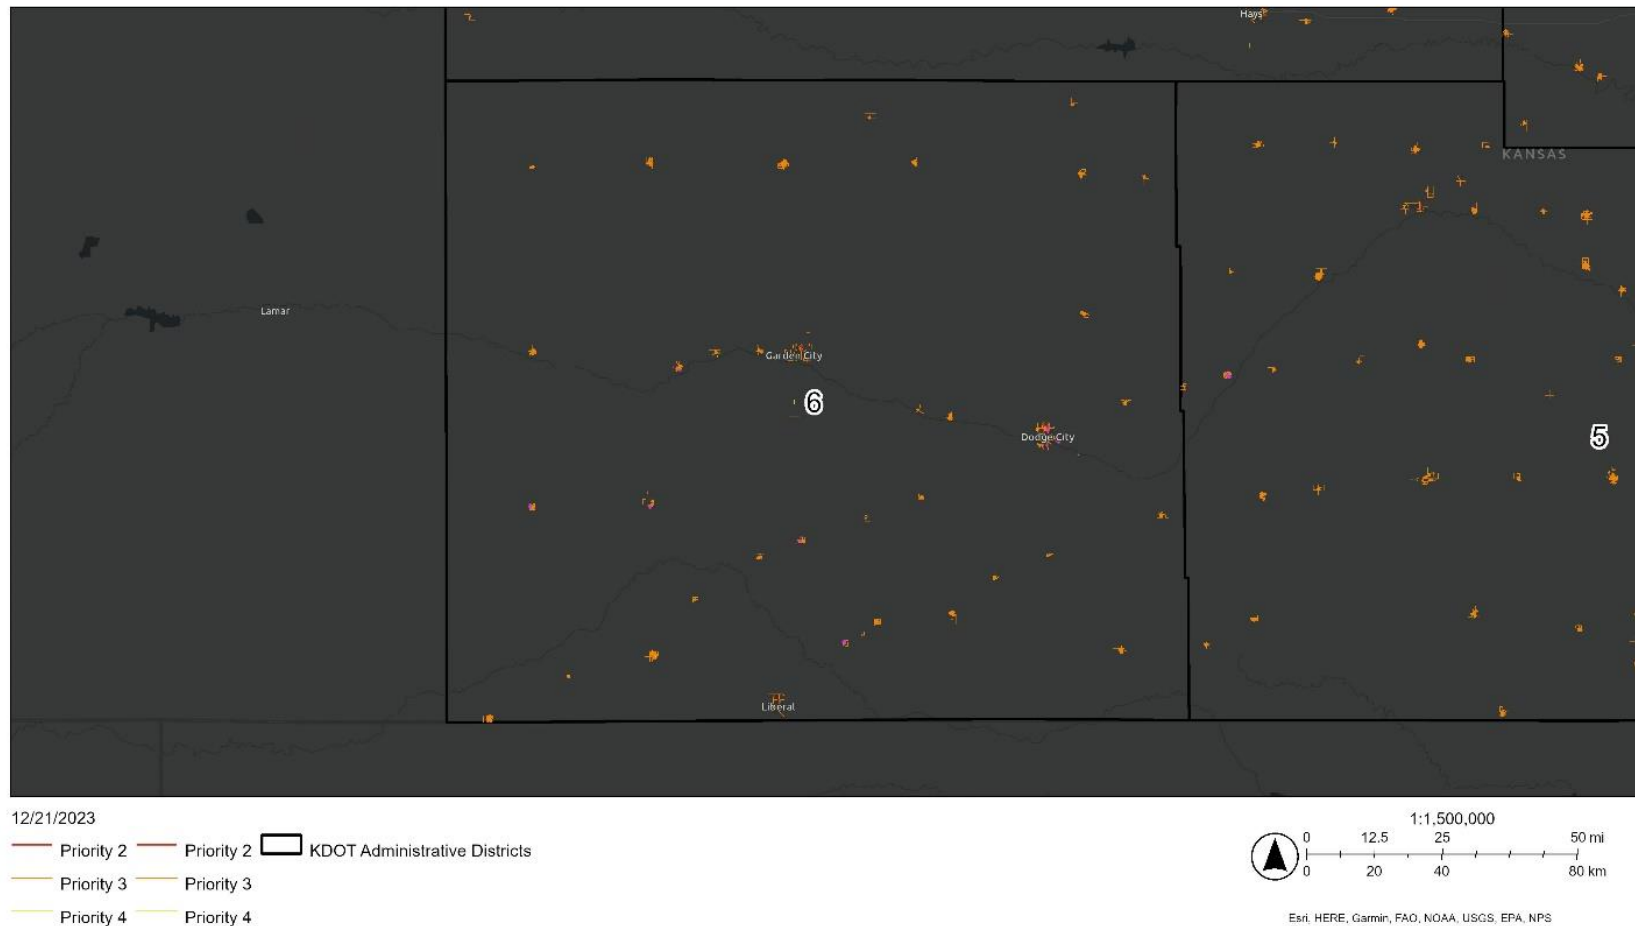 Hays
KANSAS
Lamar
Garden City
6
Dodge City
5
Liberal
12/21/2023
Priority 2 Priority 2 KDOT Administrative Districts
Priority 3 Priority 3
Priority 4 Priority 4
1:1,500,000
0 12.5 25 50 mi
0 20 40 80 km
Esri, HERE, Garmin, FAO, NOAA, USGS, EPA, NPS